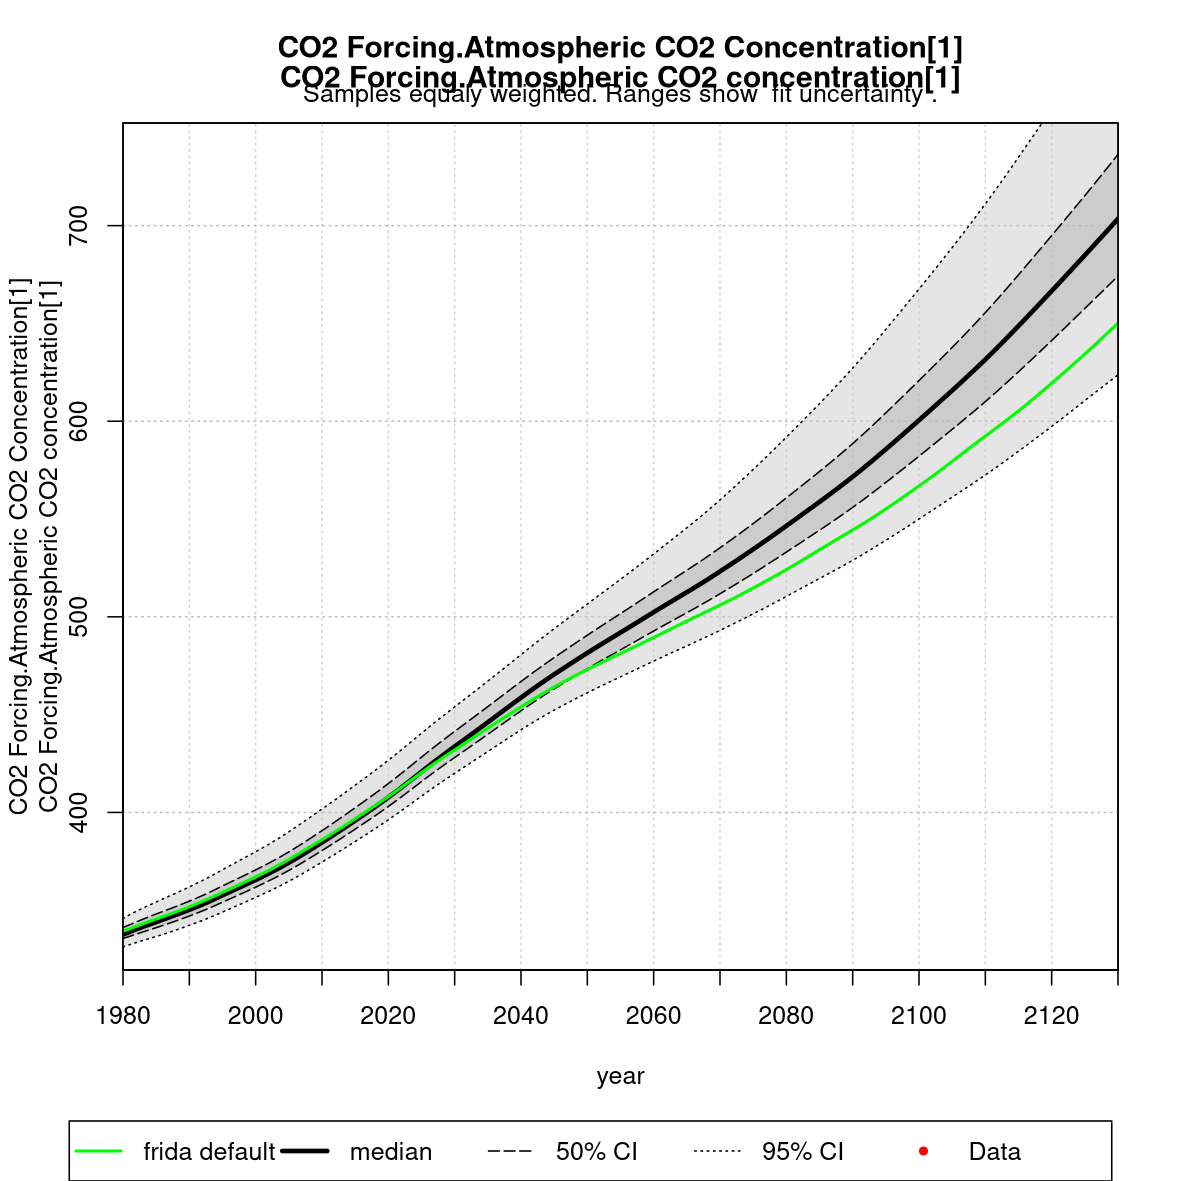 CO2 Forcing.Atmospheric CO2 Concentration[1]
CO2 Forcing.Atmospheric CO2 concentration[1]
Samples equaly weighted. Ranges show  fit uncertainty .
CO2 Forcing.Atmospheric CO2 Concentration[1]
CO2 Forcing.Atmospheric CO2 concentration[1]
700
600
500
400
1980 2000 2020 2040 2060 2080 2100 2120
year
frida default median 50% CI 95% CI Data